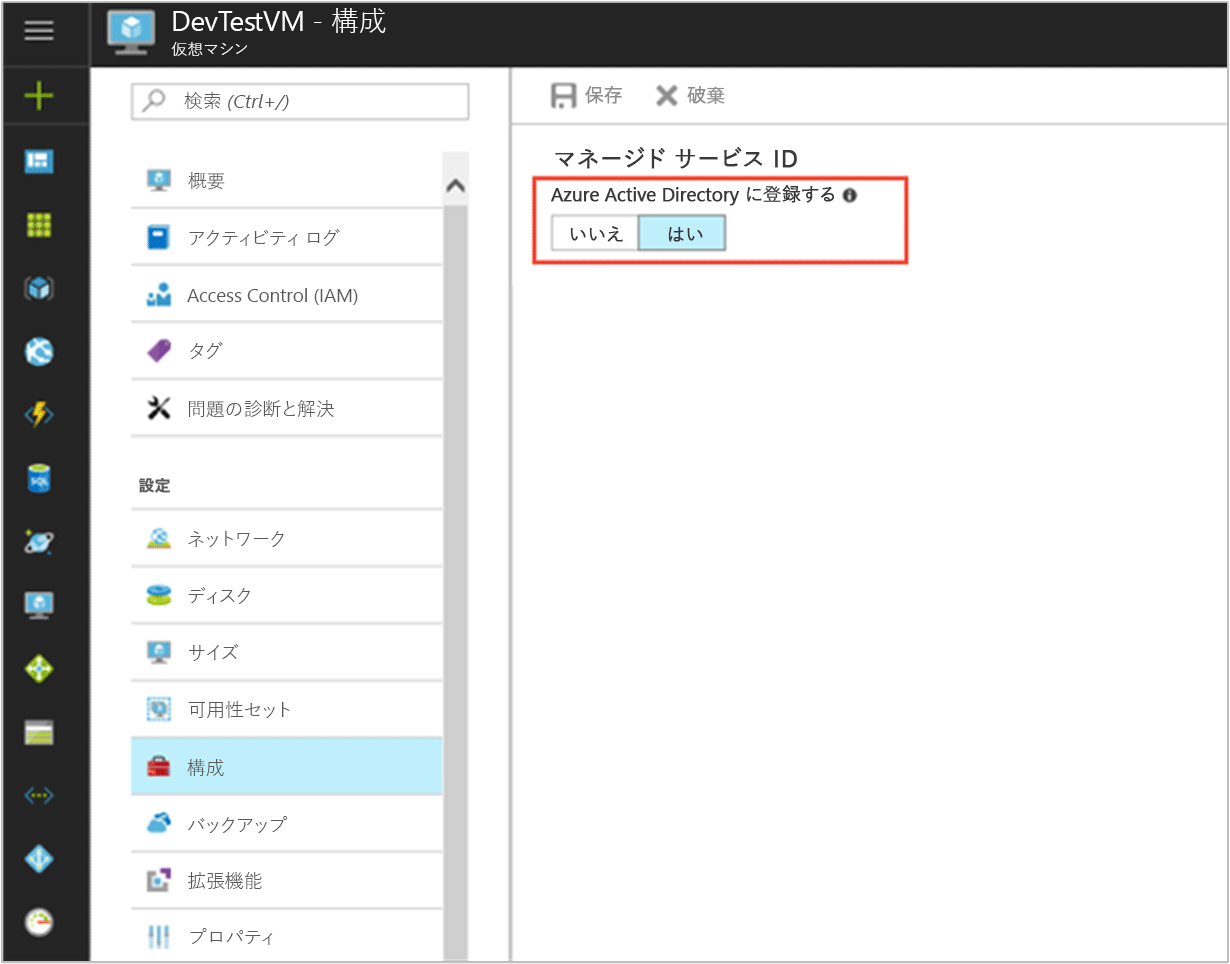 DevTestVM - 構成
仮想マシン
検索 (Ctrl+/)
概要
アクティビティ ログ
Access Control (IAM)
タグ
問題の診断と解決
設定
ネットワーク
ディスク
サイズ
可用性セット
構成
バックアップ
拡張機能
プロパティ
保存 破棄
マネージド サービス ID
Azure Active Directory に登録する
いいえ はい